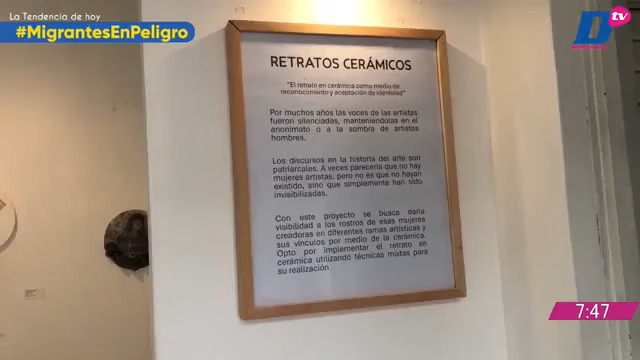 La Tendencia de hoy
#MigrantesEnPeligro
D tv
RETRATOS CERÁMICOS
"El retrato en cerámica como medio de
reconocimiento y aceptación de identidad"
Por muchos años las voces de las artistas
fueron silenciadas, manteniéndolas en el
anonimato o a la sombra de artistas
hombres.
Los discursos en la historia del arte son
patriarcales. A veces parecería que no hay
mujeres artistas, pero no es que no hayan
existido, sino que simplemente han sido
invisibilizadas.
Con este proyecto se busca darle
visibilidad a los rostros de esas mujeres
creadoras en diferentes ramas artísticas y
sus vínculos por medio de la cerámica.
Opto por implementar el retrato en
cerámica utilizando técnicas mixtas para
su realización
7:47